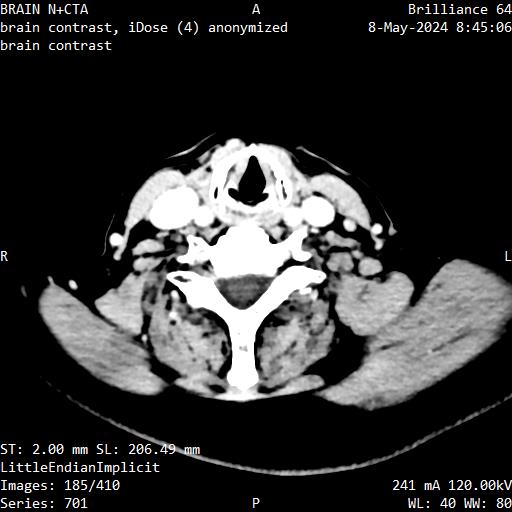 BRAIN N+CTA
A
Brilliance 64
brain contrast, iDose (4) anonymized
8-May-2024 8:45:06
brain contrast
R
L
ST: 2.00 mm SL: 206.49 mm
LittleEndianImplicit
Images: 185/410
241 mA 120.00kV
Series: 701
P
WL: 40 WW: 80